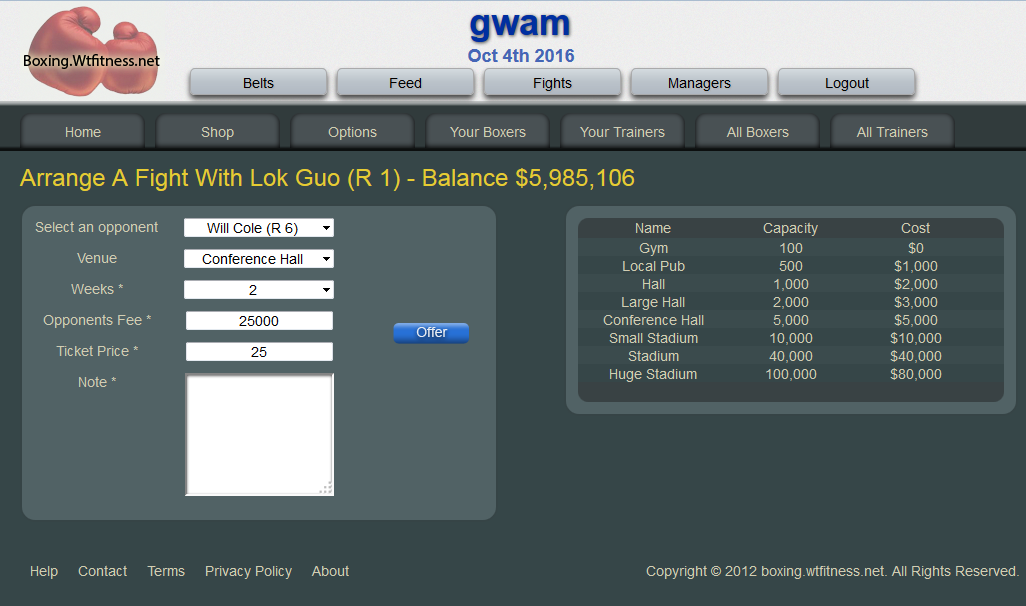 gwam
Boxing.Wtfitness.net
Oct 4th 2016
Belts Feed Fights Managers Logout
Home Shop Options Your Boxers Your Trainers All Boxers All Trainers
Arrange A Fight With Lok Guo (R 1) - Balance $5,985,106
Select an opponent Will Cole (R 6)
Venue Conference Hall
Weeks * 2
Opponents Fee * 25000
Offer
Ticket Price * 25
Note *
Name Capacity Cost
Gym 100 $0
Local Pub 500 $1,000
Hall 1,000 $2,000
Large Hall 2,000 $3,000
Conference Hall 5,000 $5,000
Small Stadium 10,000 $10,000
Stadium 40,000 $40,000
Huge Stadium 100,000 $80,000
Help Contact Terms Privacy Policy About
Copyright © 2012 boxing.wtfitness.net. All Rights Reserved.